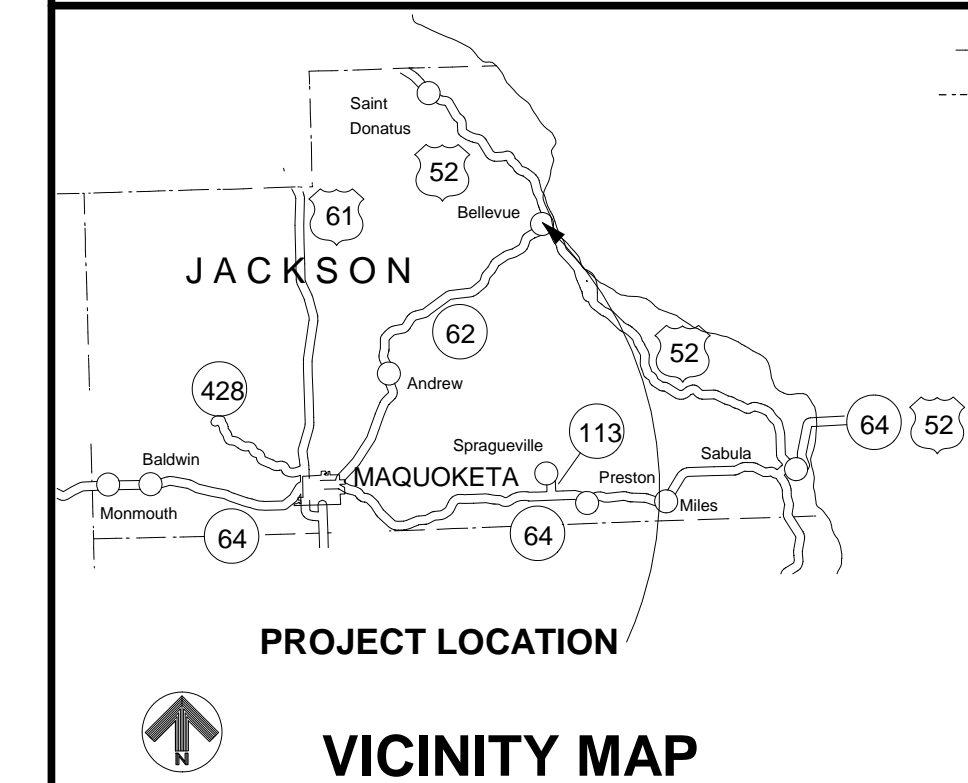 Saint
Donatus
52
61
Bellevue
JACKSON
62
52
Andrew
428
64
52
113
Spragueville
Baldwin
Sabula
MAQUOKETA
Preston
Miles
Monmouth
64
64
PROJECT LOCATION
N
VICINITY MAP